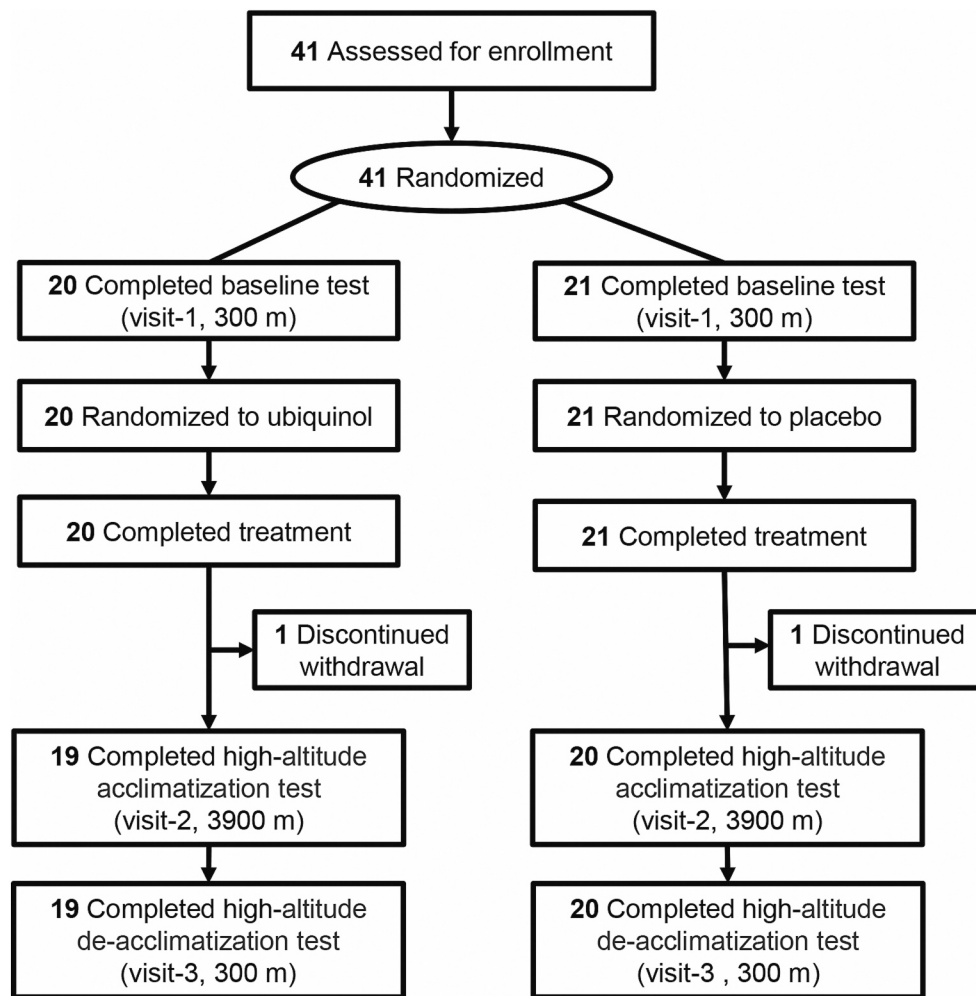 41 Assessed for enrollment
41 Randomized
20 Completed baseline test
(visit-1, 300 m)
20 Randomized to ubiquinol
20 Completed treatment
1 Discontinued
withdrawal
19 Completed high-altitude
acclimatization test
(visit-2, 3900 m)
19 Completed high-altitude
de-acclimatization test
(visit-3, 300 m)
21 Completed baseline test
(visit-1, 300 m)
21 Randomized to placebo
21 Completed treatment
1 Discontinued
withdrawal
20 Completed high-altitude
acclimatization test
(visit-2, 3900 m)
20 Completed high-altitude
de-acclimatization test
(visit-3 , 300 m)